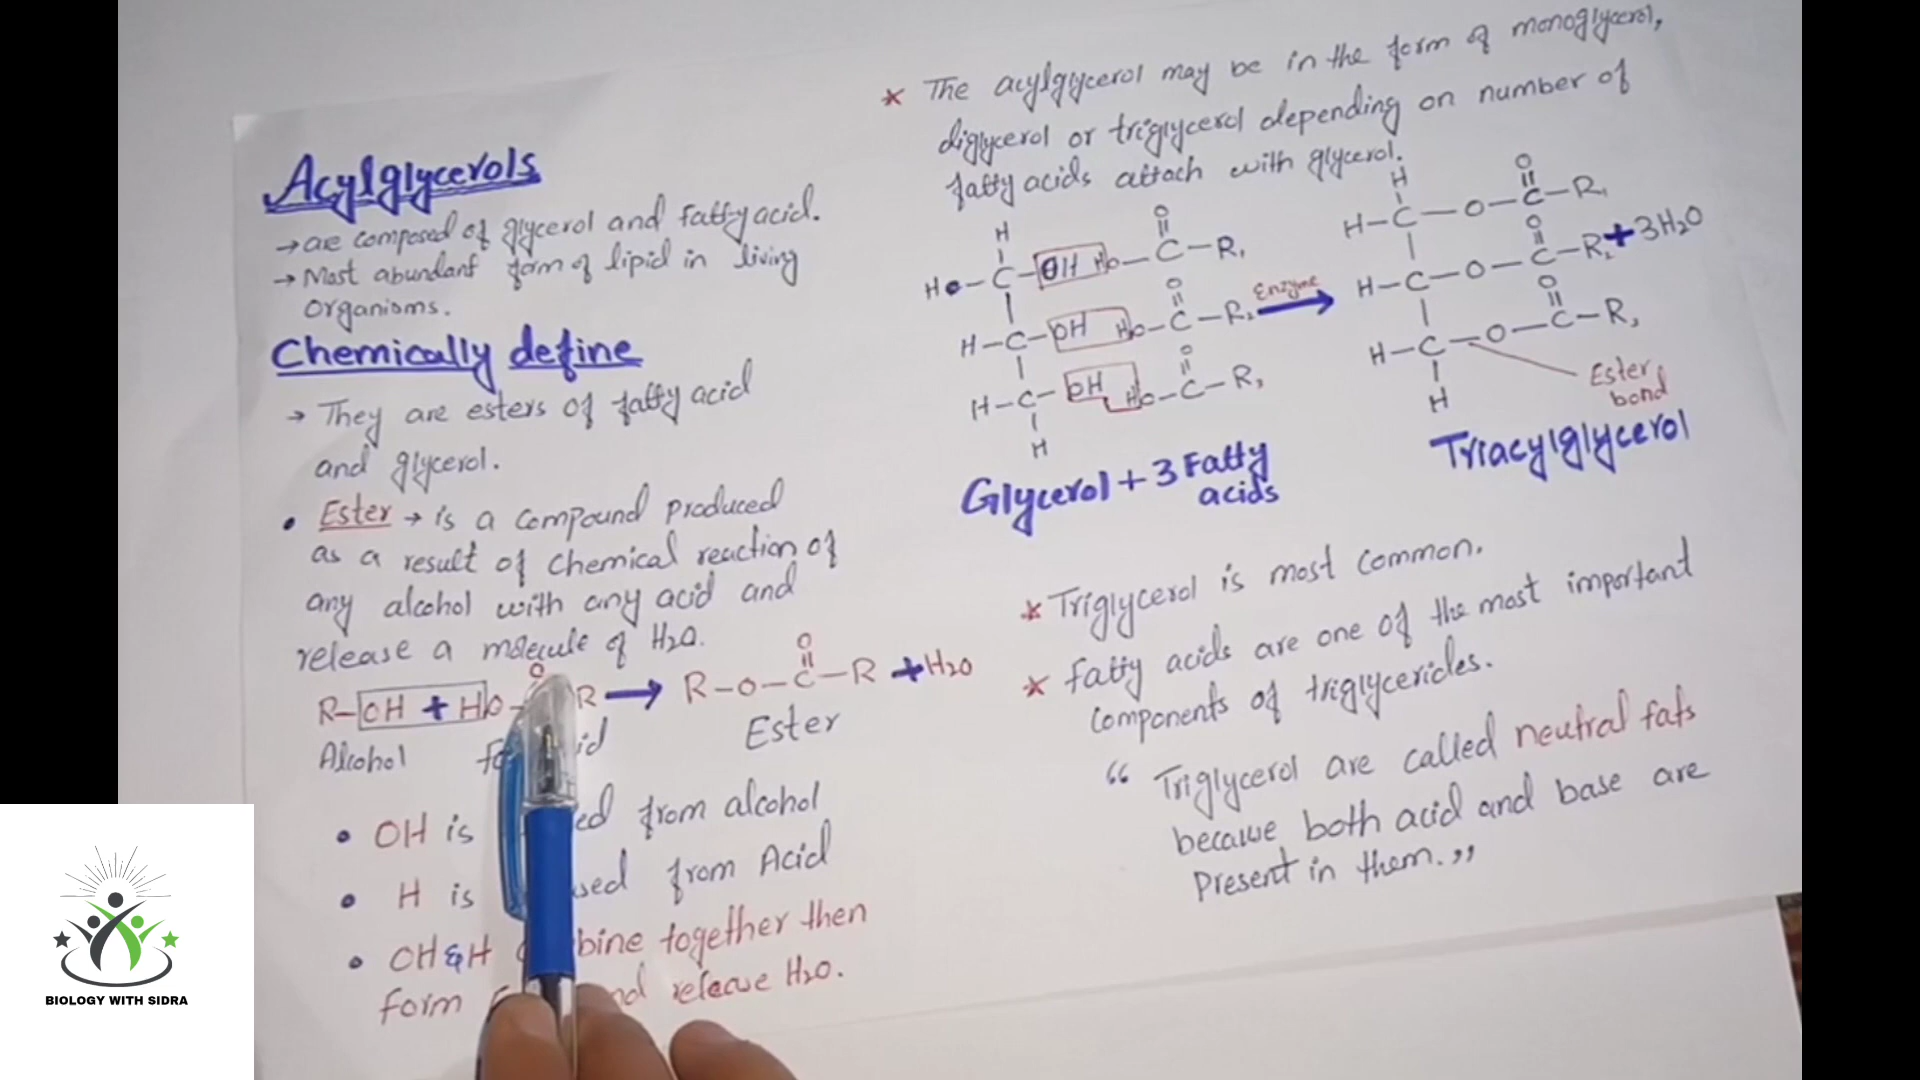 Acylglycerols
→ are composed of glycerol and fatty acid.
→ Most abundant form of lipid in living
organisms.
Chemically define
→ They are esters of fatty acid
and glycerol.
• Ester → is a compound produced
as a result of chemical reaction of
any alcohol with any acid and
release a molecule of H2O.
O
R-OH + HO- R → R-O-C-R + H2O
O
Alcohol
Ester
• OH is from alcohol
• H is from Acid
• OH & H together then
form release H2O.
* The acylglycerol may be in the form of monoglycerol,
diglycerol or triglycerol depending on number of
fatty acids attach with glycerol.
H O
H-C-OH HO-C-R1
O
H-C-OH HO-C-R2
O
H-C-OH HO-C-R3
H
Enzyme
H O
H-C-O-C-R1
O
H-C-O-C-R2 + 3H2O
O
H-C-O-C-R3
H
Ester
bond
Glycerol + 3 Fatty
acids
Triacylglycerol
* Triglycerol is most common.
* Fatty acids are one of the most important
components of triglycerides.
“ Triglycerol are called neutral fats
because both acid and base are
present in them.”
BIOLOGY WITH SIDRA